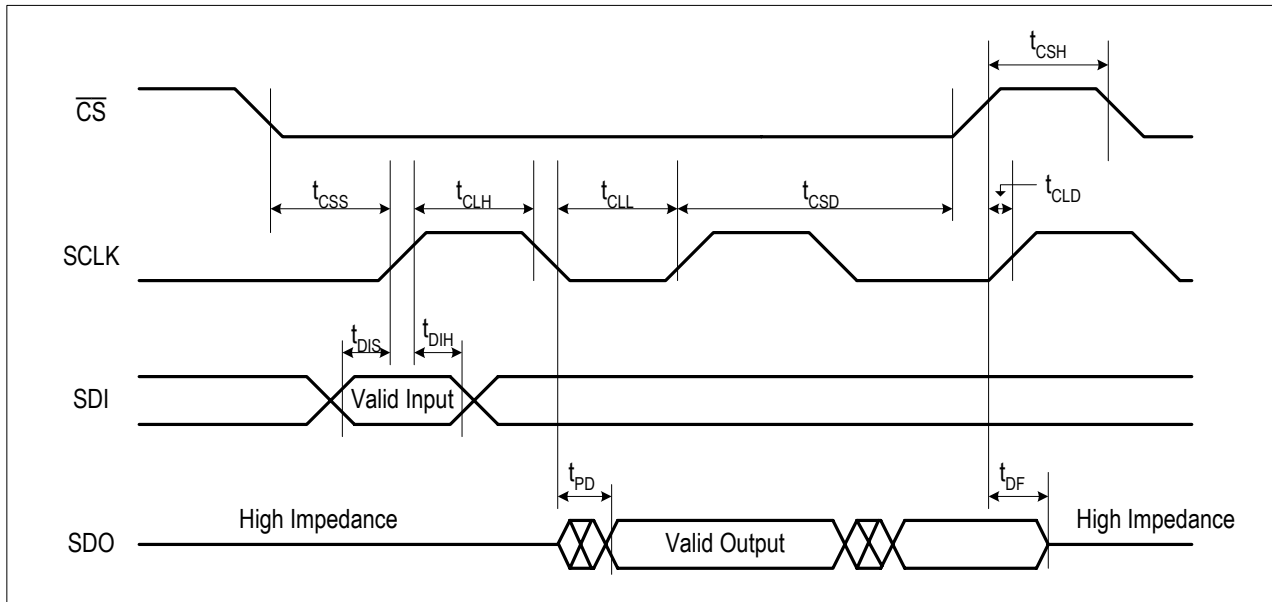 t_CSH
C̅S̅
t_CSS
t_CLH
t_CLL
t_CSD
t_CLD
SCLK
t_DIS
t_DIH
SDI
Valid Input
t_PD
t_DF
High Impedance
High Impedance
SDO
Valid Output